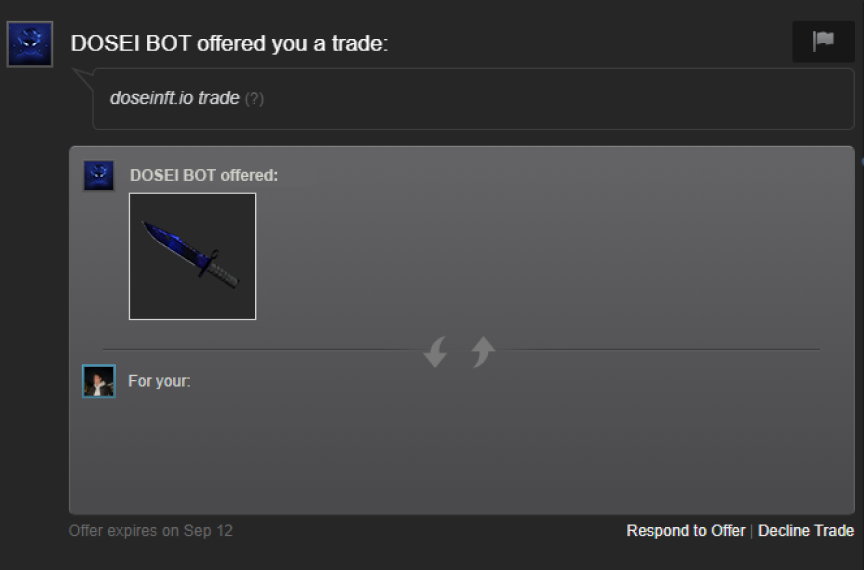 DOSEI BOT offered you a trade:
doseinft.io trade (?)
DOSEI BOT offered:
For your:
Offer expires on Sep 12
Respond to Offer | Decline Trade